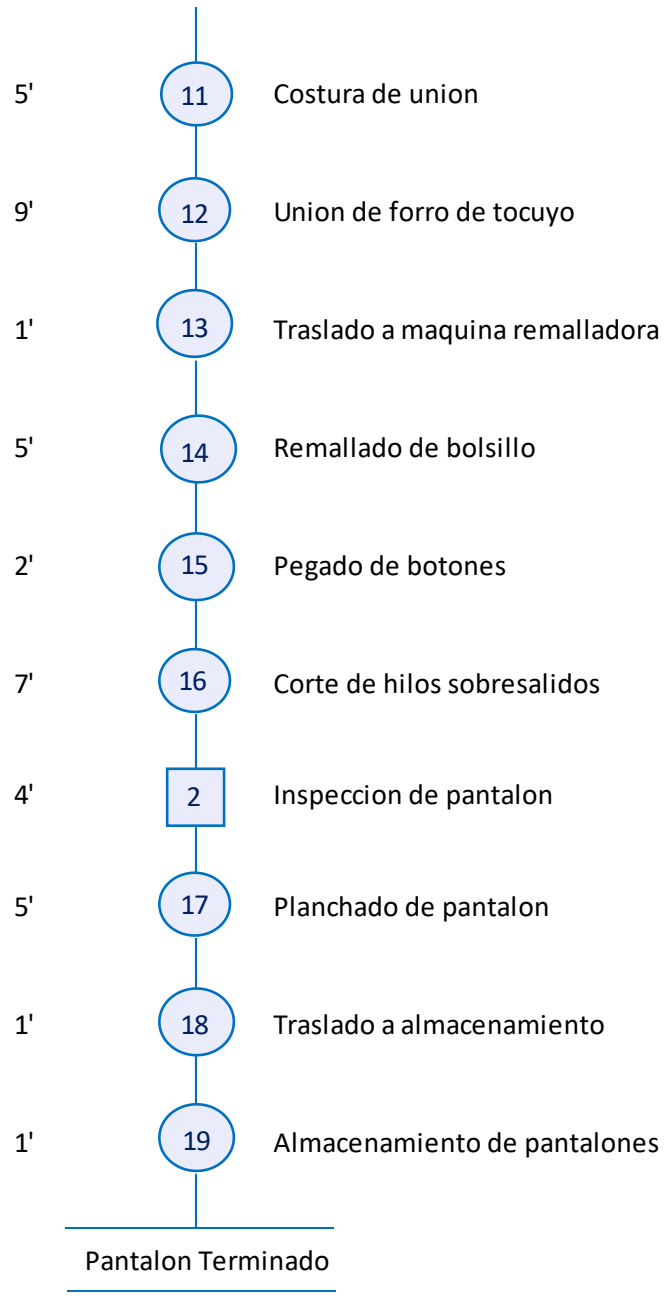 5' 11 Costura de union
9' 12 Union de forro de tocuyo
1' 13 Traslado a maquina remalladora
5' 14 Remallado de bolsillo
2' 15 Pegado de botones
7' 16 Corte de hilos sobresalidos
4' 2 Inspeccion de pantalon
5' 17 Planchado de pantalon
1' 18 Traslado a almacenamiento
1' 19 Almacenamiento de pantalones
Pantalon Terminado